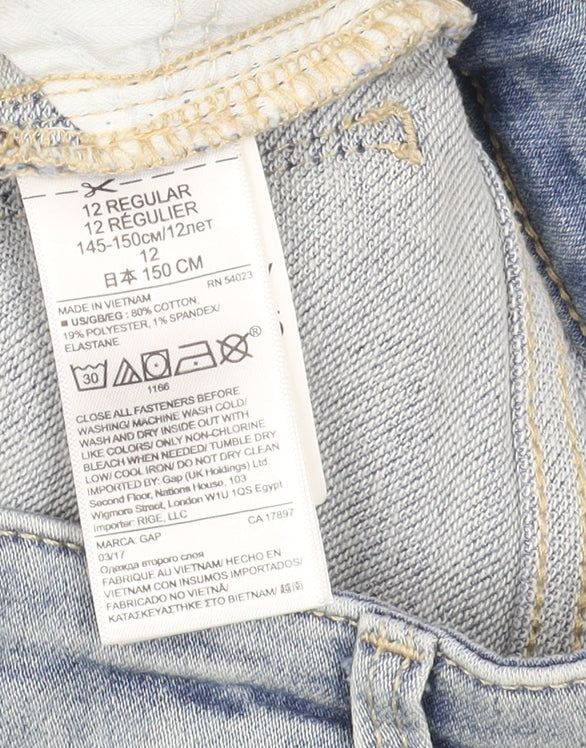 12 REGULAR
12 RÉGULIER
145-150см/12лет
12
日本 150 CM
RN 54023
MADE IN VIETNAM
■ US/GB/EG : 80% COTTON,
19% POLYESTER, 1% SPANDEX/
ELASTANE
30
®
1166
CLOSE ALL FASTENERS BEFORE
WASHING/ MACHINE WASH COLD/
WASH AND DRY INSIDE OUT WITH
LIKE COLORS/ ONLY NON-CHLORINE
BLEACH WHEN NEEDED/ TUMBLE DRY
LOW/ COOL IRON/ DO NOT DRY CLEAN
IMPORTED BY: Gap (UK Holdings) Ltd
Second Floor, Nations House, 103
Wigmore Street, London W1U 1QS Egypt
Importer: RIGE, LLC
CA 17897
MARCA: GAP
03/17
Одежда второго слоя
FABRIQUE AU VIETNAM/ HECHO EN
VIETNAM CON INSUMOS IMPORTADOS/
FABRICADO NO VIETNÃ/
ΚΑΤΑΣΚΕΥΑΣΤΗΚΕ ΣΤΟ ΒΙΕΤΝΑΜ/ 越南